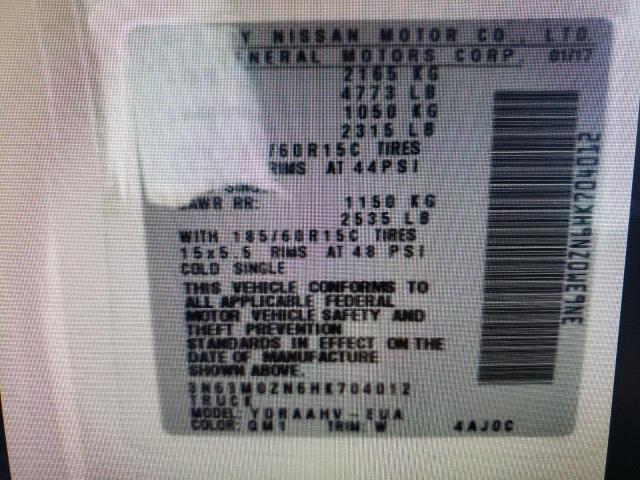 Y NISSAN MOTOR CO., LTD
ENERAL MOTORS CORP. 01/17
2165 KG
4773 LB
1050 KG
2315 LB
/60R15C TIRES
RIMS AT 44PSI
SING
GAWR RR: 1150 KG
2535 LB
WITH 185/60R15C TIRES
15x5.5 RIMS AT 48 PSI
COLD SINGLE
THIS VEHICLE CONFORMS TO
ALL APPLICABLE FEDERAL
MOTOR VEHICLE SAFETY AND
THEFT PREVENTION
STANDARDS IN EFFECT ON THE
DATE OF MANUFACTURE
SHOWN ABOVE.
3N63M0ZN6HK704012
TRUCK
MODEL: YDRAAHV-EUA
COLOR: QM1 TRIM: W 4AJ0C
3N63M0ZN6HK704012